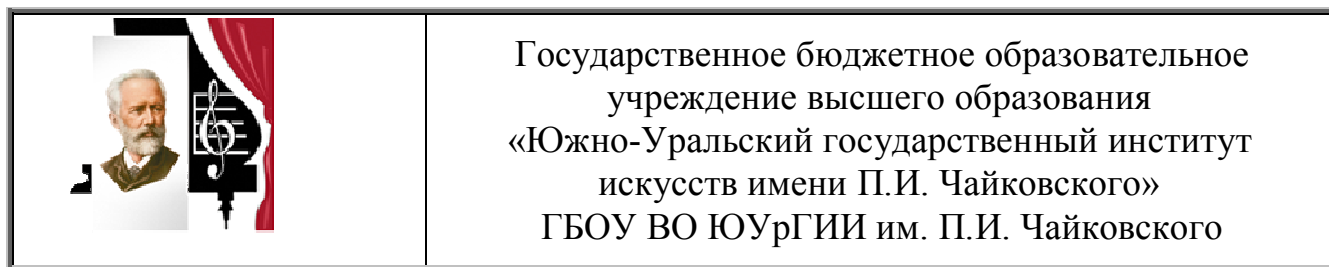 Государственное бюджетное образовательное
учреждение высшего образования
«Южно-Уральский государственный институт
искусств имени П.И. Чайковского»
ГБОУ ВО ЮУрГИИ им. П.И. Чайковского